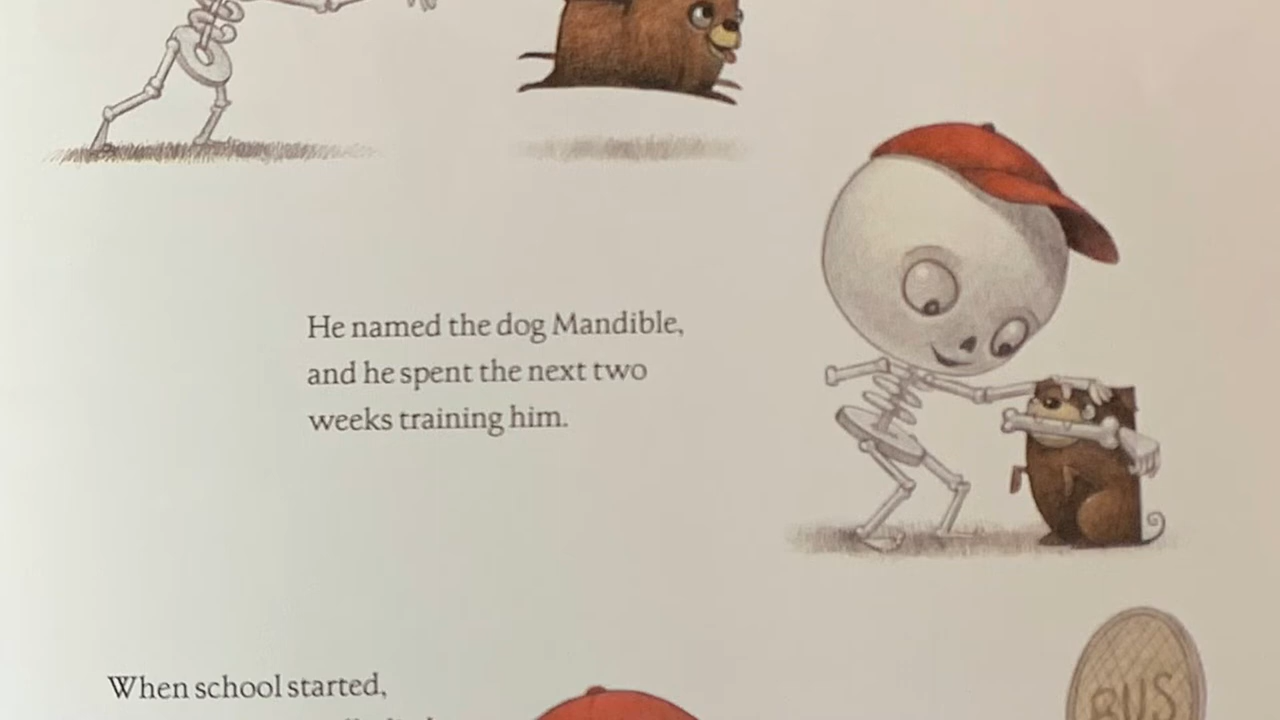 He named the dog Mandible,
and he spent the next two
weeks training him.
When school started,
BUS